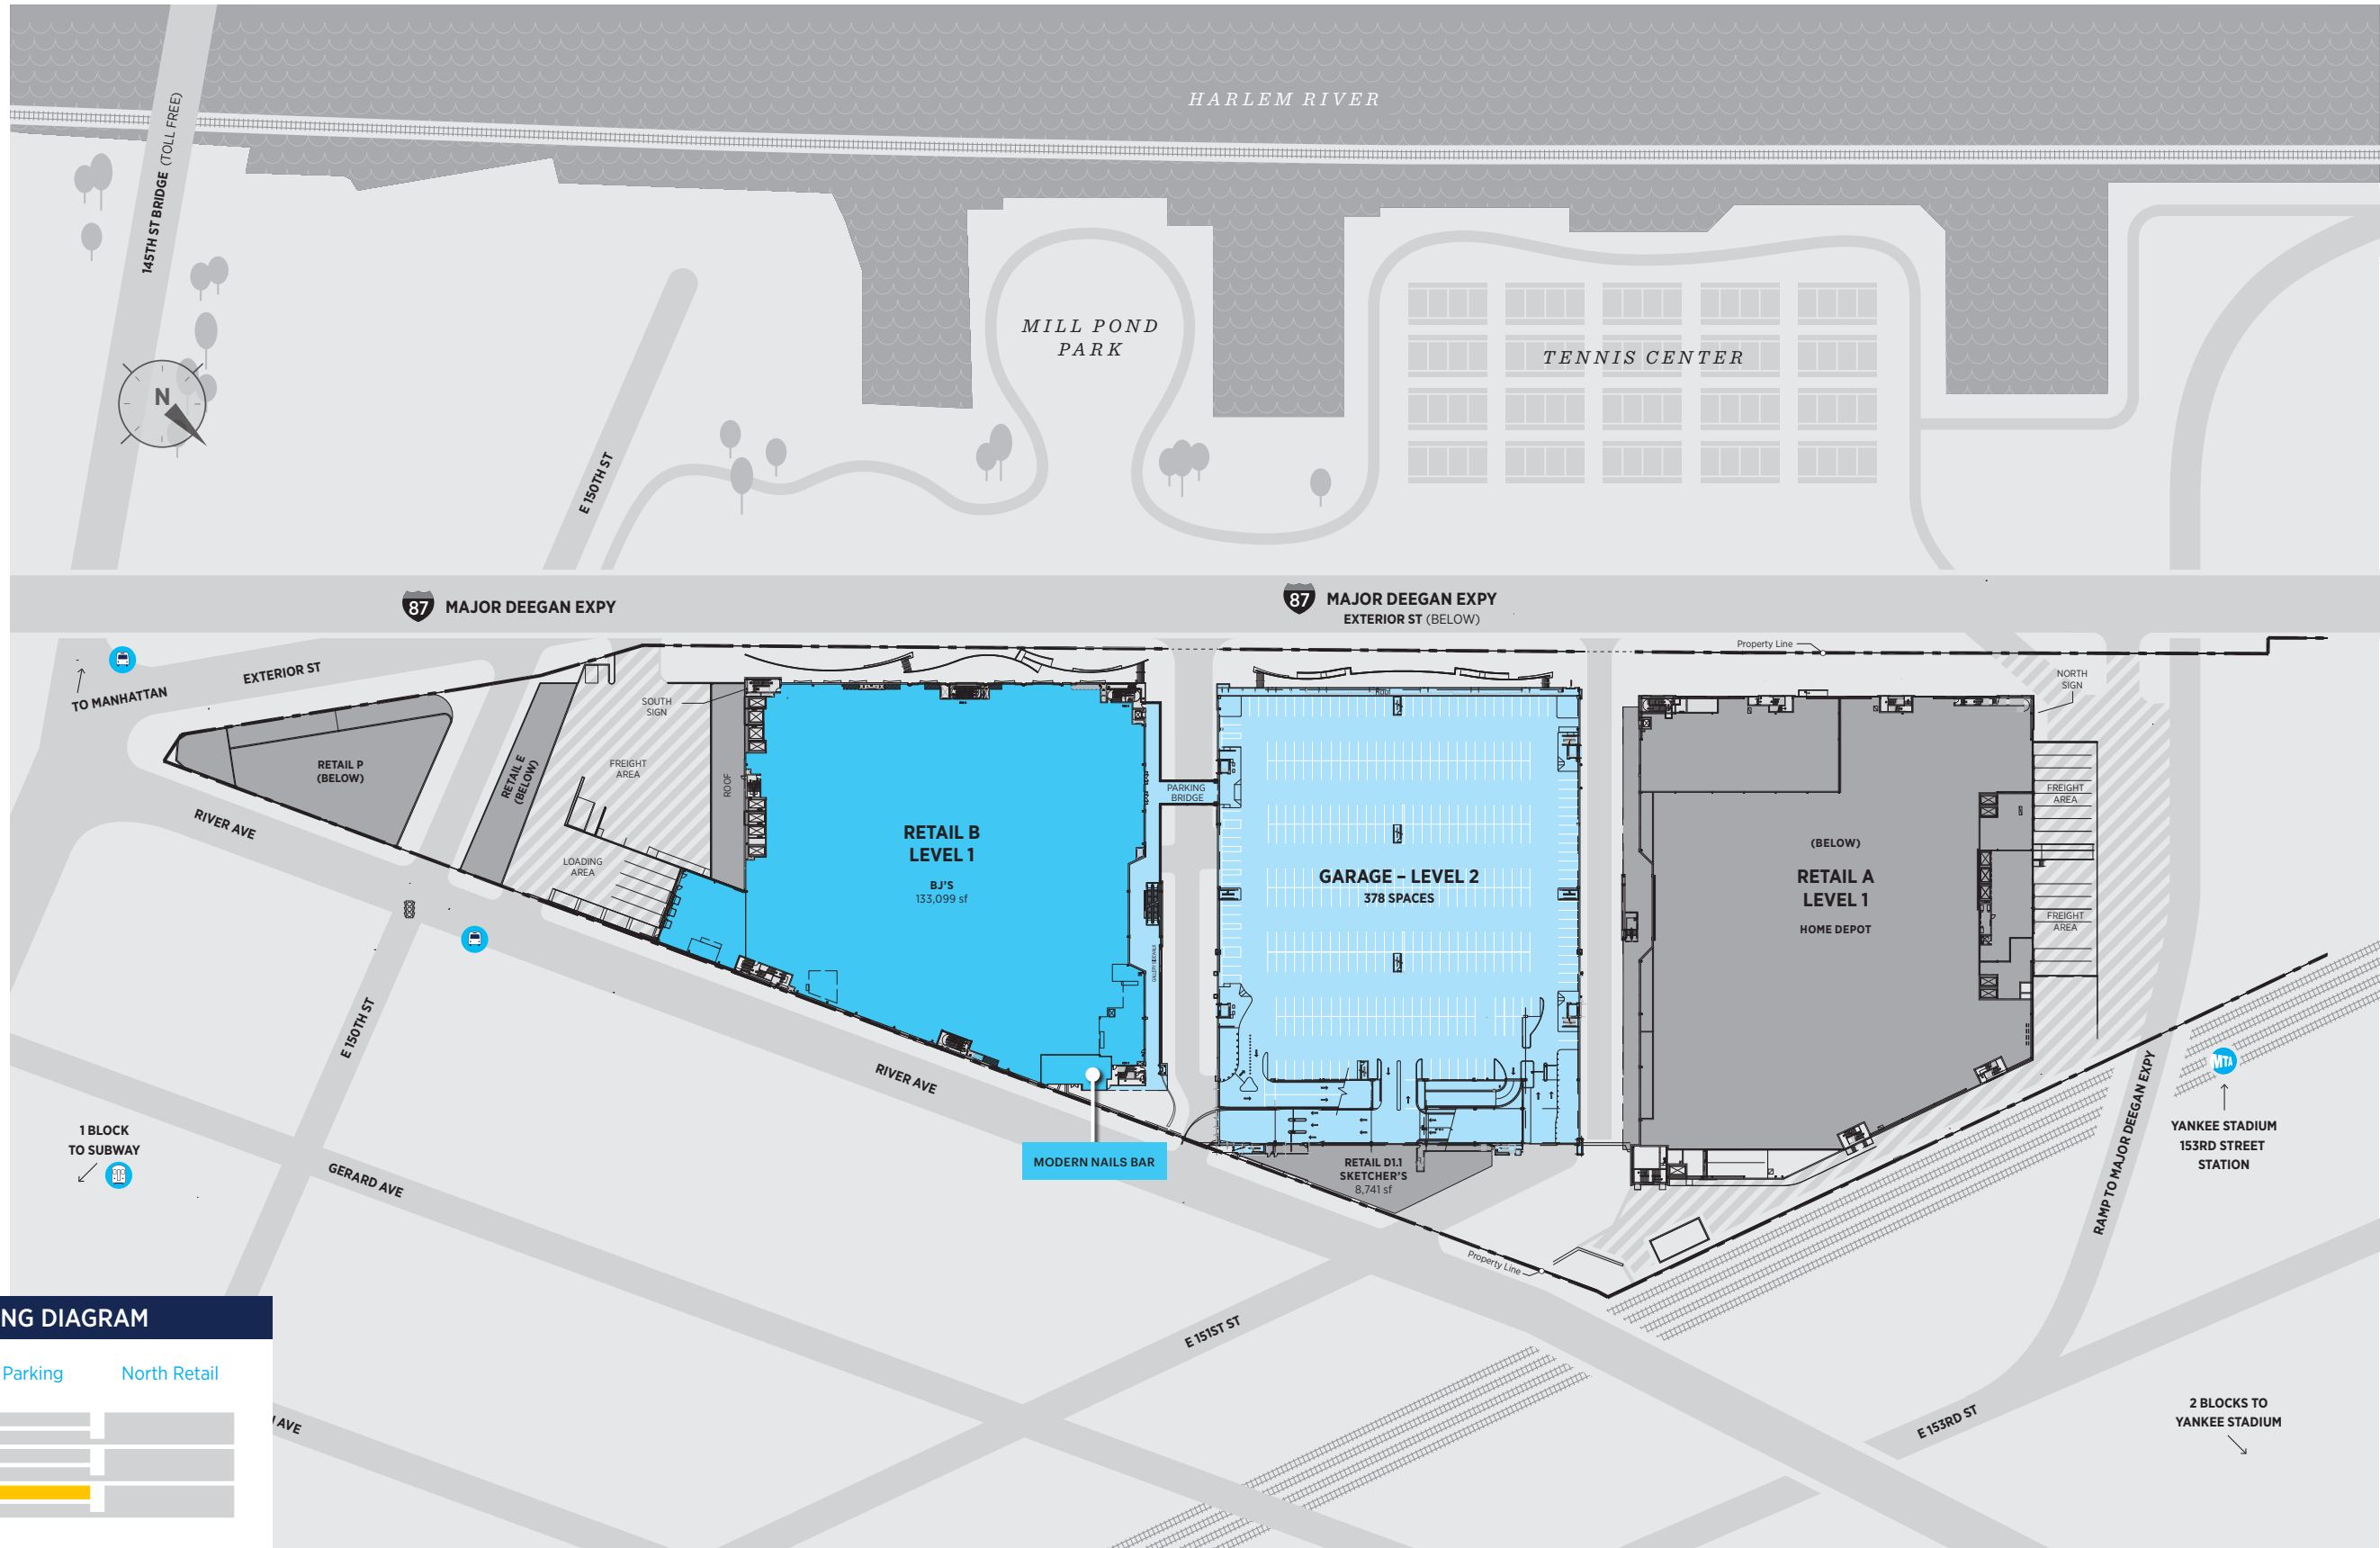 HARLEM RIVER
145TH ST BRIDGE (TOLL FREE)
N
MILL POND
PARK
TENNIS CENTER
E 150TH ST
87 MAJOR DEEGAN EXPY
87 MAJOR DEEGAN EXPY
EXTERIOR ST (BELOW)
Property Line
EXTERIOR ST
TO MANHATTAN
SOUTH
SIGN
NORTH
SIGN
RETAIL P
(BELOW)
RETAIL E
(BELOW)
FREIGHT
AREA
ROOF
PARKING
BRIDGE
FREIGHT
AREA
RIVER AVE
LOADING
AREA
RETAIL B
LEVEL 1
BJ'S
133,099 sf
GARAGE – LEVEL 2
378 SPACES
(BELOW)
RETAIL A
LEVEL 1
HOME DEPOT
FREIGHT
AREA
E 150TH ST
RIVER AVE
MTA
RAMP TO MAJOR DEEGAN EXPY
YANKEE STADIUM
153RD STREET
STATION
1 BLOCK
TO SUBWAY
MODERN NAILS BAR
RETAIL D1.1
SKETCHER'S
8,741 sf
GERARD AVE
Property Line
E 151ST ST
NG DIAGRAM
Parking
North Retail
AVE
E 153RD ST
2 BLOCKS TO
YANKEE STADIUM